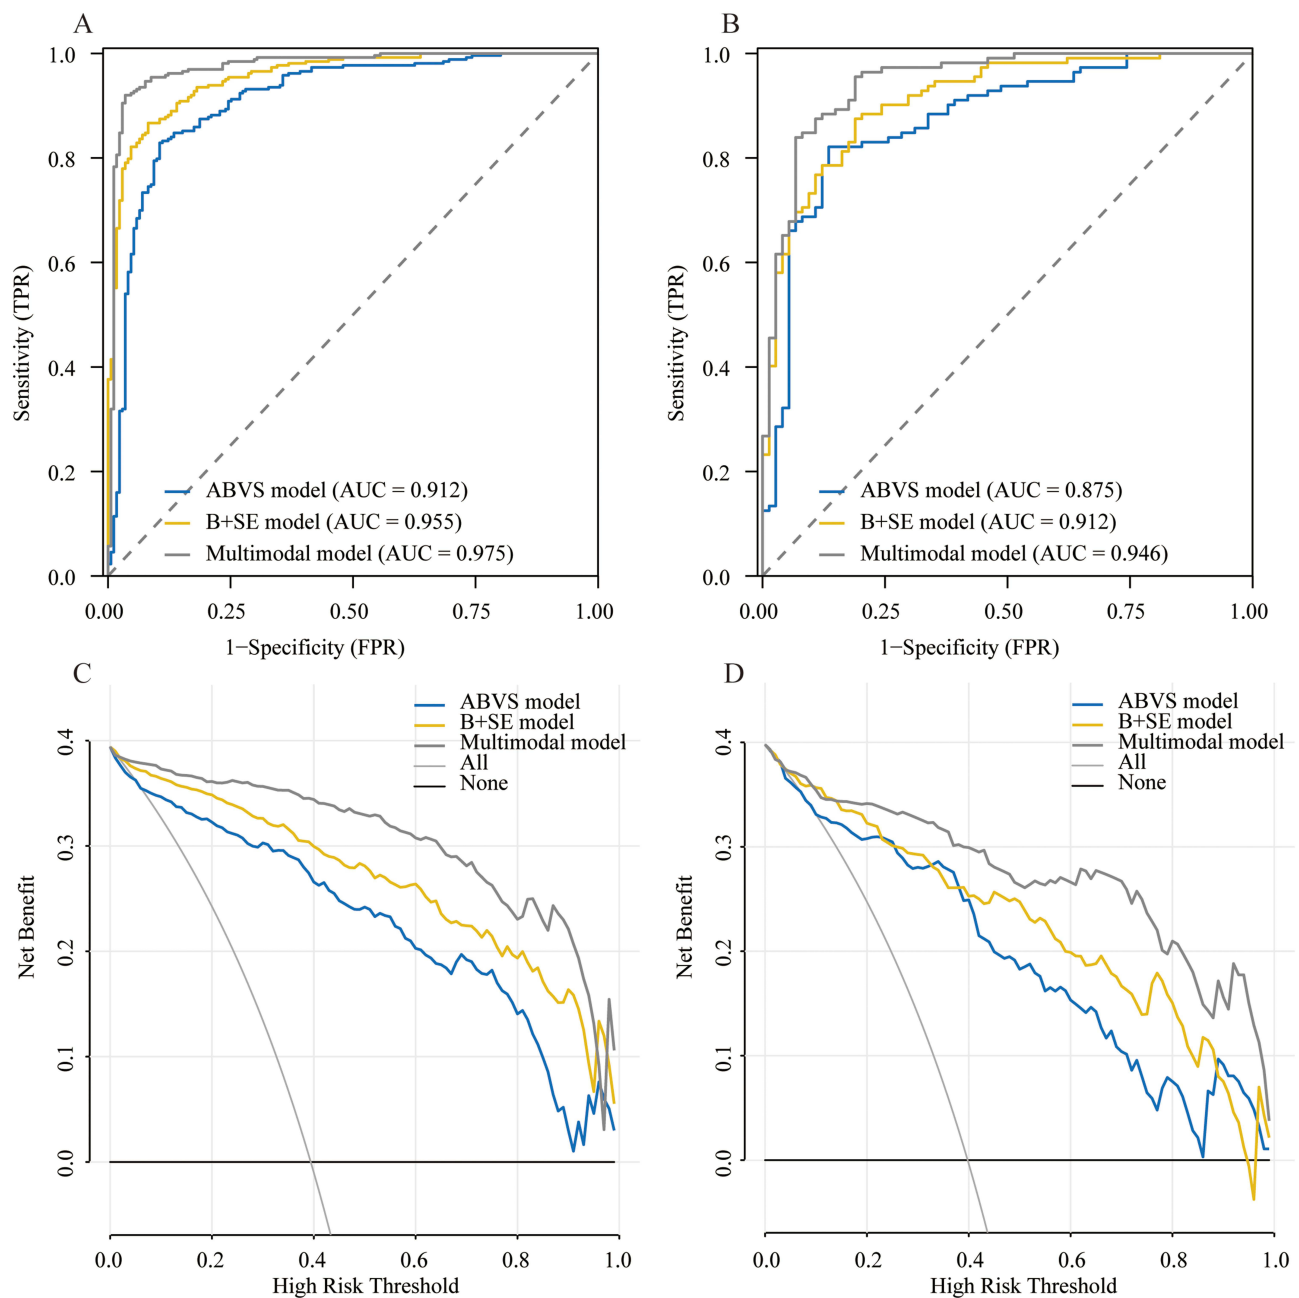 A
1.0
0.8
0.6
0.4
0.2
0.0
Sensitivity (TPR)
ABVS model (AUC = 0.912)
B+SE model (AUC = 0.955)
Multimodal model (AUC = 0.975)
0.00 0.25 0.50 0.75 1.00
1−Specificity (FPR)
B
1.0
0.8
0.6
0.4
0.2
0.0
Sensitivity (TPR)
ABVS model (AUC = 0.875)
B+SE model (AUC = 0.912)
Multimodal model (AUC = 0.946)
0.00 0.25 0.50 0.75 1.00
1−Specificity (FPR)
C
ABVS model
B+SE model
Multimodal model
All
None
0.4
0.3
0.2
0.1
0.0
Net Benefit
0.0 0.2 0.4 0.6 0.8 1.0
High Risk Threshold
D
ABVS model
B+SE model
Multimodal model
All
None
0.4
0.3
0.2
0.1
0.0
Net Benefit
0.0 0.2 0.4 0.6 0.8 1.0
High Risk Threshold